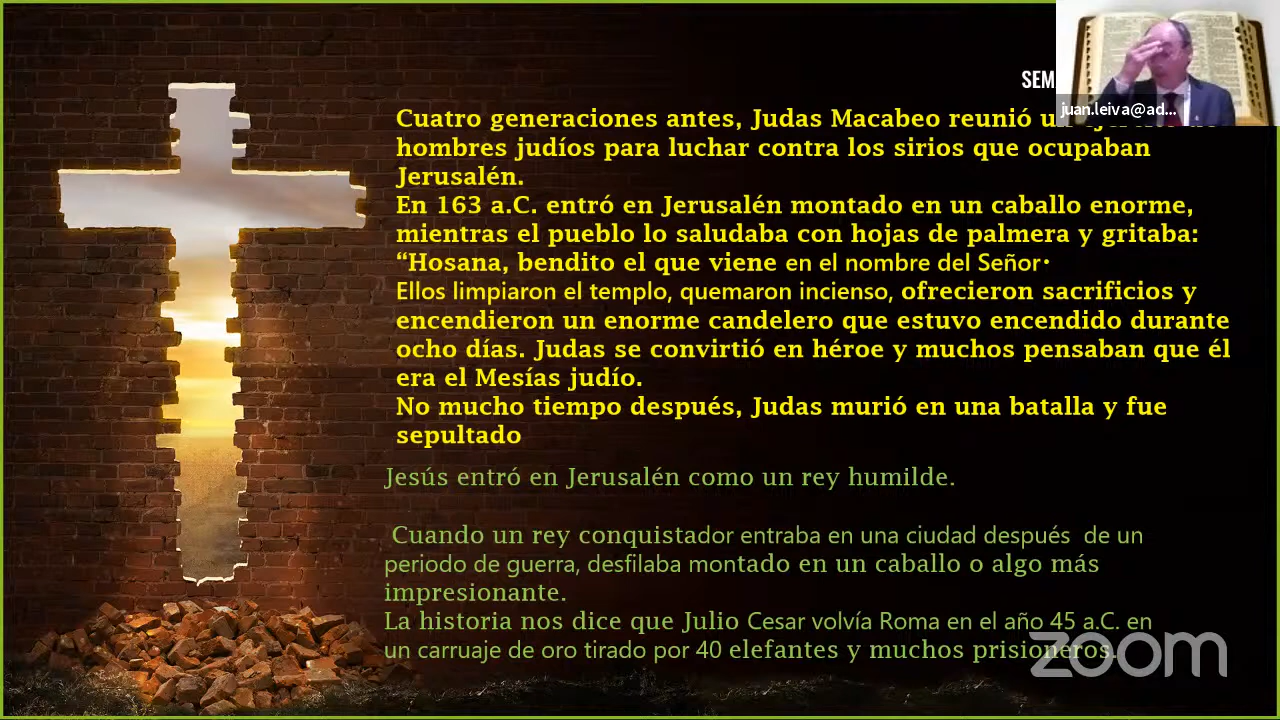 SEM
juan.leiva@ad...
Cuatro generaciones antes, Judas Macabeo reunió
hombres judíos para luchar contra los sirios que ocupaban
Jerusalén.
En 163 a.C. entró en Jerusalén montado en un caballo enorme,
mientras el pueblo lo saludaba con hojas de palmera y gritaba:
“Hosana, bendito el que viene en el nombre del Señor·
Ellos limpiaron el templo, quemaron incienso, ofrecieron sacrificios y
encendieron un enorme candelero que estuvo encendido durante
ocho días. Judas se convirtió en héroe y muchos pensaban que él
era el Mesías judío.
No mucho tiempo después, Judas murió en una batalla y fue
sepultado
Jesús entró en Jerusalén como un rey humilde.
Cuando un rey conquistador entraba en una ciudad después de un
periodo de guerra, desfilaba montado en un caballo o algo más
impresionante.
La historia nos dice que Julio Cesar volvía Roma en el año 45 a.C. en
un carruaje de oro tirado por 40 elefantes y muchos prisioneros.
zoom